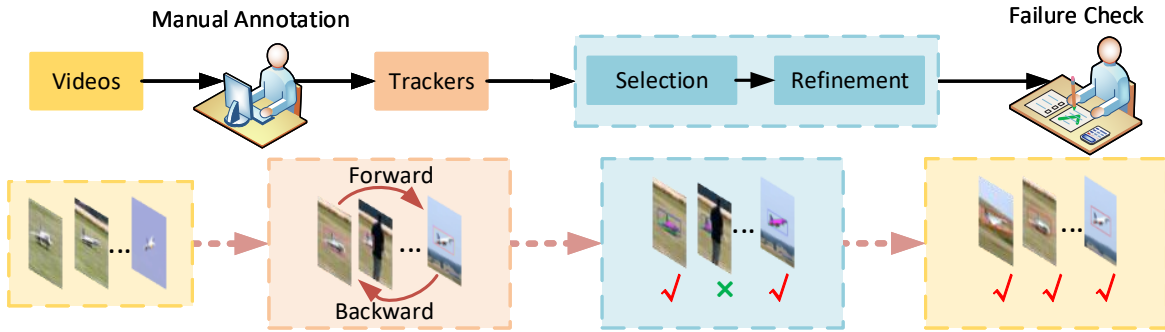 Manual Annotation
Failure Check
Videos
Trackers
Selection
Refinement
Forward
...
...
...
...
Backward